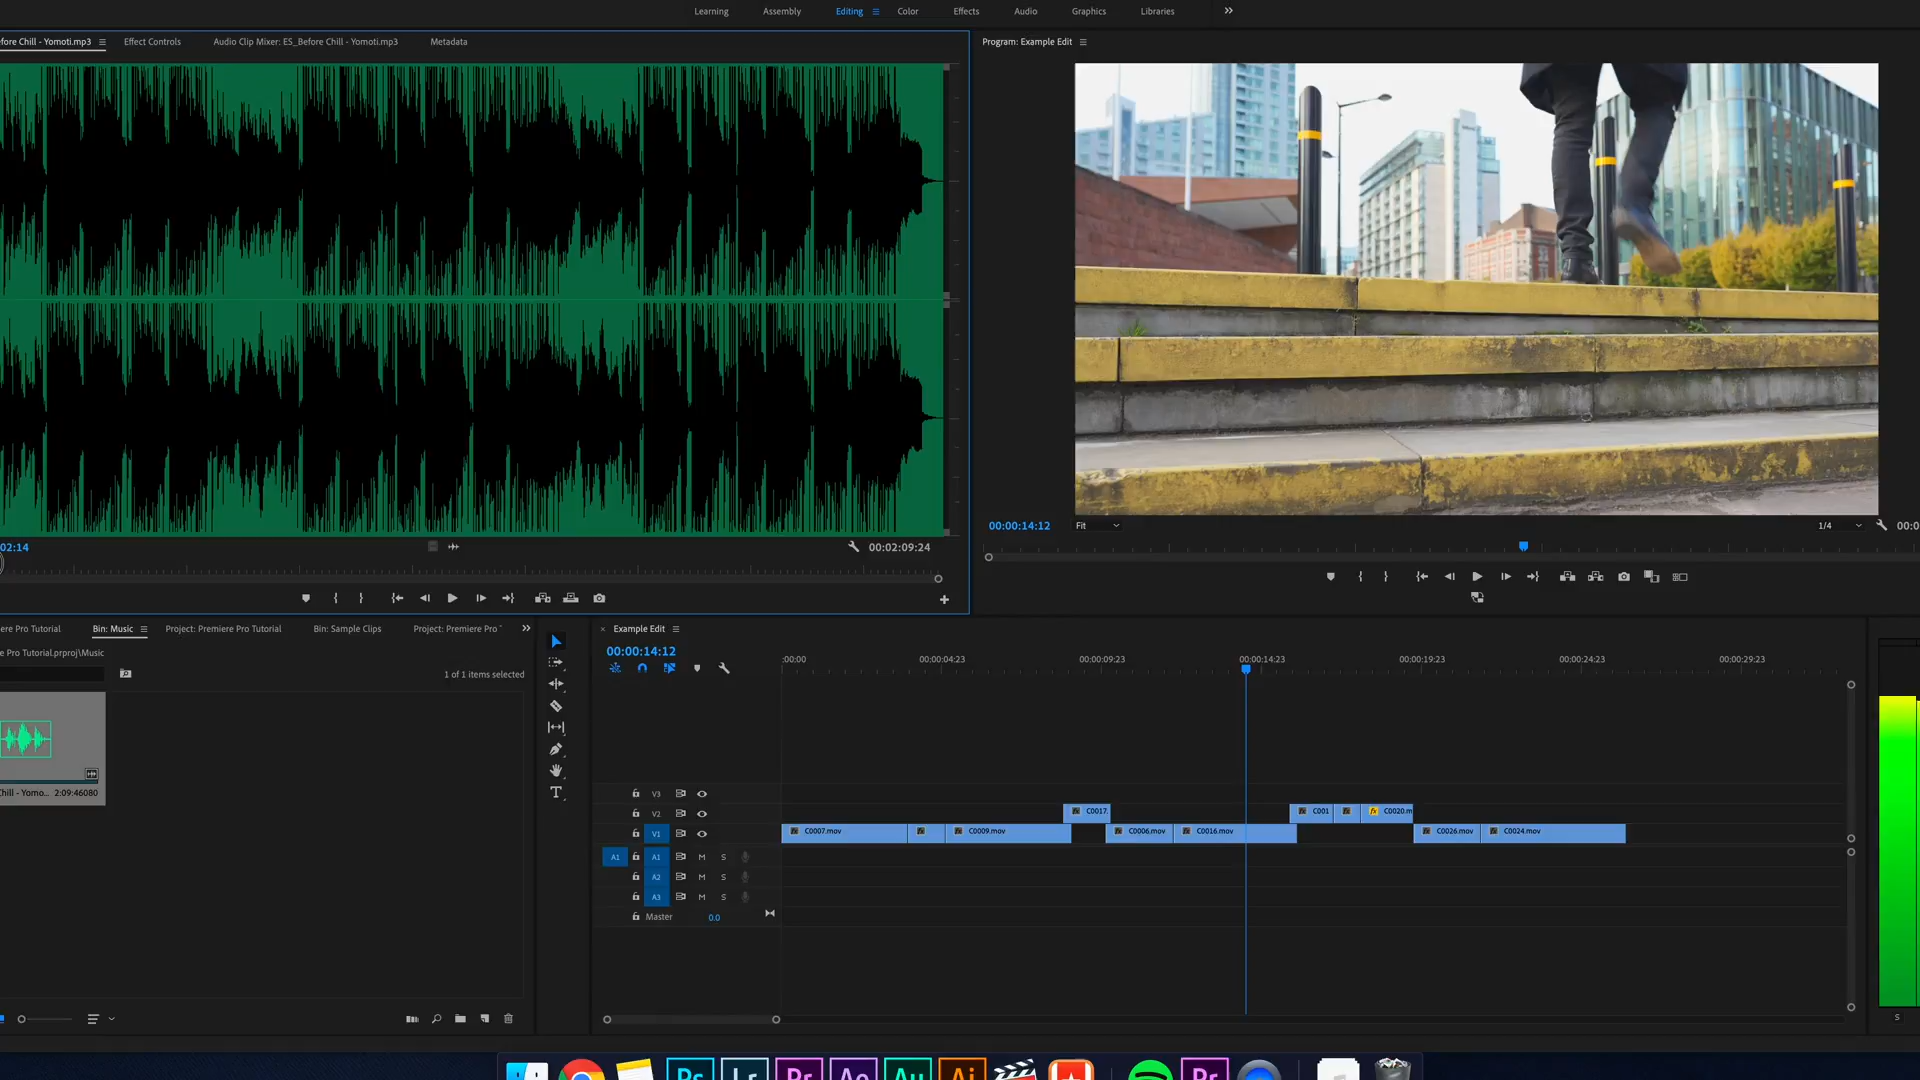 Learning Assembly Editing Color Effects Audio Graphics Libraries
fore Chill - Yomoti.mp3 Effect Controls Audio Clip Mixer: ES_Before Chill - Yomoti.mp3 Metadata
Program: Example Edit
00:00:14:12 Fit 1/4 00:0
02:14 00:02:09:24
ere Pro Tutorial Bin: Music Project: Premiere Pro Tutorial Bin: Sample Clips Project: Premiere Pro
e Pro Tutorial.prproj\Music
1 of 1 items selected
Chill - Yomo... 2:09:46080
Example Edit
00:00:14:12
:00:00 00:00:04:23 00:00:09:23 00:00:14:23 00:00:19:23 00:00:24:23 00:00:29:23
V3
V2 C0017. C001 C0020.m
V1 C0007.mov C0009.mov C0006.mov C0016.mov C0026.mov C0024.mov
A1 A1 M S
A2 M S
A3 M S
Master 0.0
S
Ps Lr Pr Ae Au Ai Pr